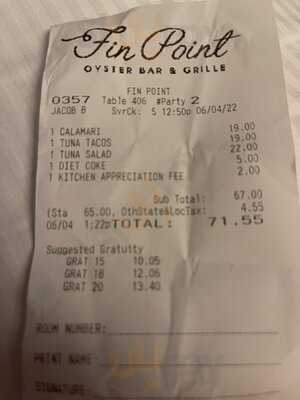 Fin Point
OYSTER BAR & GRILLE
FIN POINT
0357 Table 406 #Party 2
JACOB B SvrCk: 5 12:50p 06/04/22
1 CALAMARI 19.00
1 TUNA TACOS 19.00
1 TUNA SALAD 22.00
1 DIET COKE 5.00
1 KITCHEN APPRECIATION FEE 2.00
Sub Total: 67.00
(Sta 65.00, OthState&LocTax: 4.55
06/04 1:22pTOTAL: 71.55
Suggested Gratuity
GRAT 15 10.05
GRAT 18 12.06
GRAT 20 13.40
ROOM NUMBER:
PRINT NAME:
SIGNATURE: